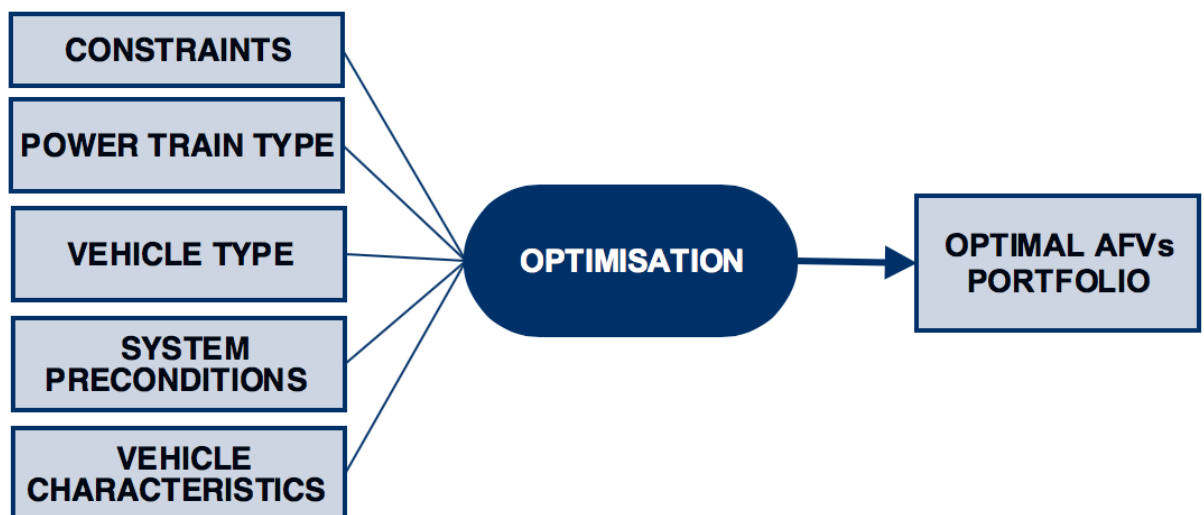 CONSTRAINTS
POWER TRAIN TYPE
VEHICLE TYPE
SYSTEM
PRECONDITIONS
VEHICLE
CHARACTERISTICS
OPTIMISATION
OPTIMAL AFVs
PORTFOLIO